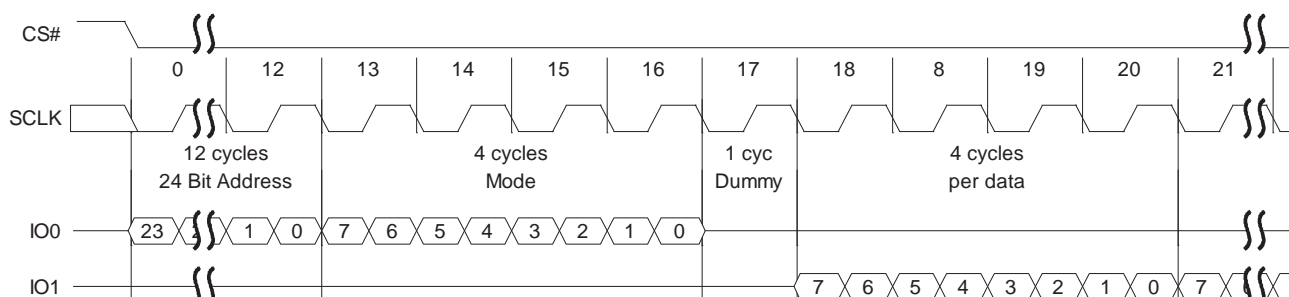 CS#
0 12 13 14 15 16 17 18 8 19 20 21
SCLK
12 cycles 4 cycles 1 cyc 4 cycles
24 Bit Address Mode Dummy per data
IO0 23 1 0 7 6 5 4 3 2 1 0
IO1 7 6 5 4 3 2 1 0 7